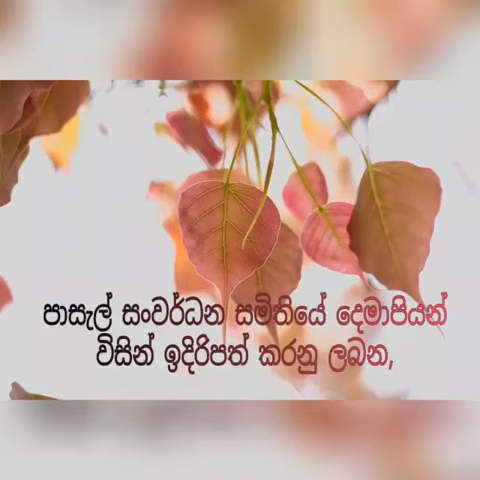 පාසැල් සංවර්ධන සමිතියේ දෙමාපියන්
විසින් ඉදිරිපත් කරනු ලබන,